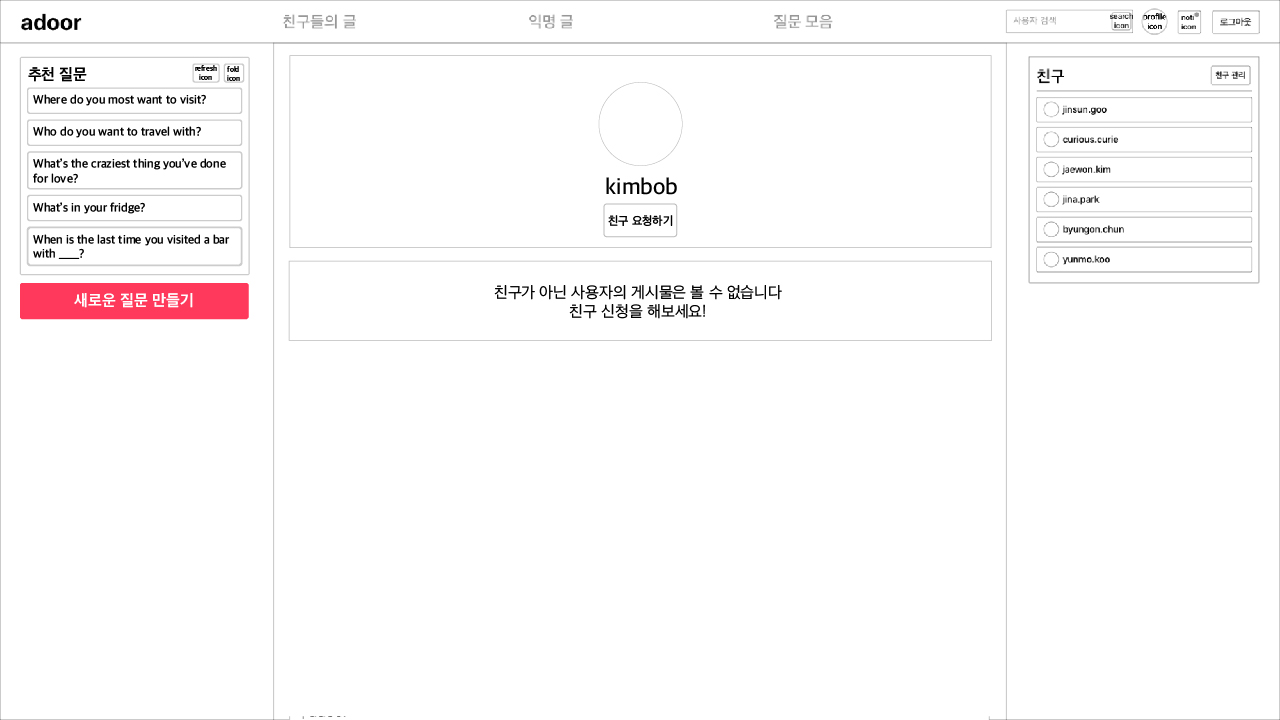 adoor
친구들의 글
익명 글
질문 모음
사용자 검색
search
icon
profile
icon
noti
icon
로그아웃
추천 질문
refresh
icon
fold
icon
Where do you most want to visit?
Who do you want to travel with?
What's the craziest thing you've done
for love?
What's in your fridge?
When is the last time you visited a bar
with ___?
새로운 질문 만들기
kimbob
친구 요청하기
친구가 아닌 사용자의 게시물은 볼 수 없습니다
친구 신청을 해보세요!
친구
친구 관리
jinsun.goo
curious.curie
jaewon.kim
jina.park
byungon.chun
yunmo.koo